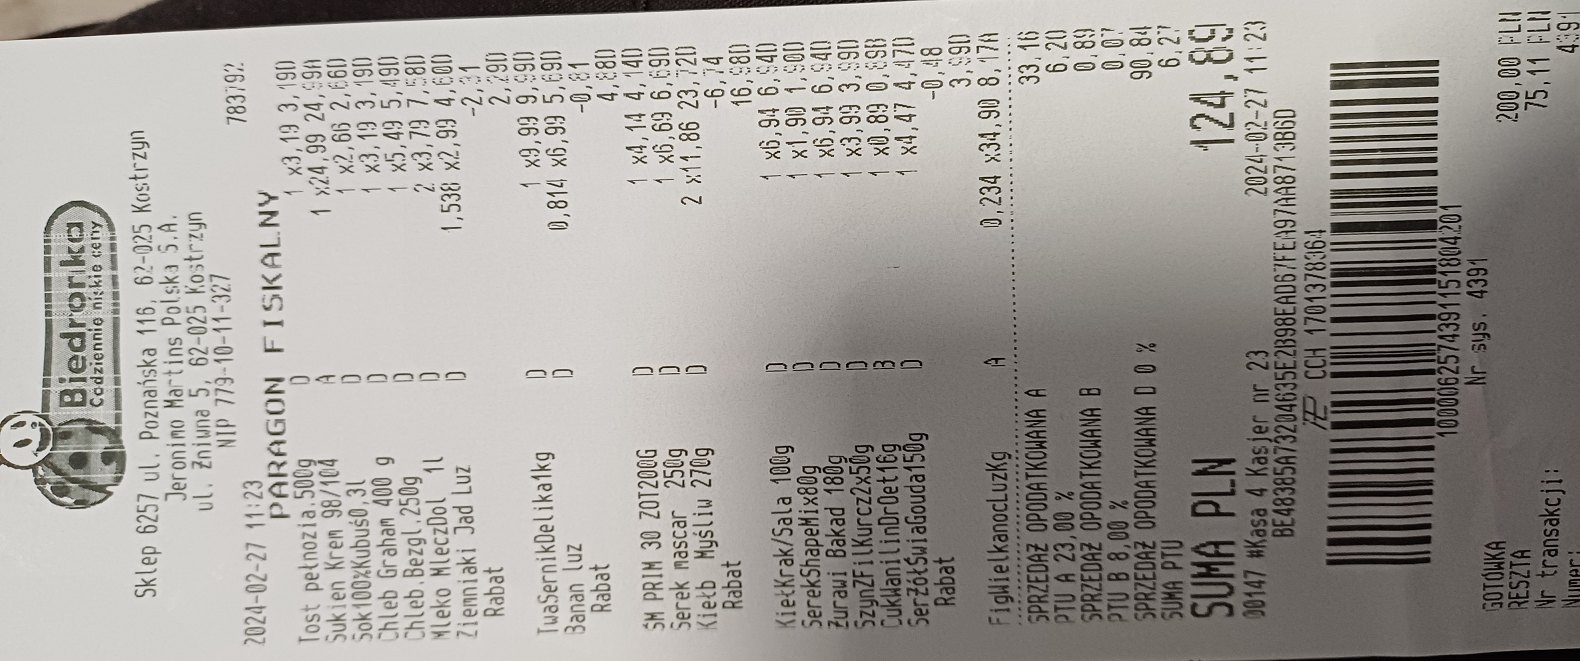 Biedronka
Codziennie niskie ceny
Sklep 6257 ul. Poznańska 116, 62-025 Kostrzyn
Jeronimo Martins Polska S.A.
ul. Żniwna 5, 62-025 Kostrzyn
NIP 779-10-11-327
2024-02-27 11:23 783792
PARAGON FISKALNY
Tost pełnozia.500g D 1 x3,19 3,19D
Sukien Krem 98/104 A 1 x24,99 24,99A
Sok100%Kubuś0,3l D 1 x2,66 2,66D
Chleb Graham 400 g D 1 x3,19 3,19D
Chleb.Bezgl.250g D 1 x5,49 5,49D
Mleko MleczDol 1l D 2 x3,79 7,58D
Ziemniaki Jad Luz D 1,538 x2,99 4,60D
Rabat -2,31
2,29D
TwaSernikDelika1kg D 1 x9,99 9,99D
Banan luz D 0,814 x6,99 5,69D
Rabat -0,81
4,88D
ŚM PRIM 30 ZOT200G D 1 x4,14 4,14D
Serek mascar 250g D 1 x6,69 6,69D
Kiełb Myśliw 270g D 2 x11,86 23,72D
Rabat -6,74
16,98D
KiełKrak/Sala 100g D 1 x6,94 6,94D
SerekShapeMix80g D 1 x1,90 1,90D
Żurawi Bakad 180g D 1 x6,94 6,94D
SzynZFilKurcz2x50g D 1 x3,99 3,99D
CukWanilinDrOet16g B 1 x0,89 0,89B
SerŻółtŚwiaGouda150g D 1 x4,47 4,47D
Rabat -0,48
3,99D
FigWielkanocLuzKg A 0,234 x34,90 8,17A
SPRZEDAŻ OPODATKOWANA A 33,16
PTU A 23,00 % 6,20
SPRZEDAŻ OPODATKOWANA B 0,89
PTU B 8,00 % 0,07
SPRZEDAŻ OPODATKOWANA D 0 % 90,84
SUMA PTU 6,27
SUMA PLN 124,89
00147 #Kasa 4 Kasjer nr 23 2024-02-27 11:23
BE48385A73204635E2B98EAD67FEA97AA8713B6D
CCH 1701378364
100062574391151804201
Nr sys. 4391
GOTÓWKA 200,00 PLN
RESZTA 75,11 PLN
Nr transakcji: 4391
Numer: